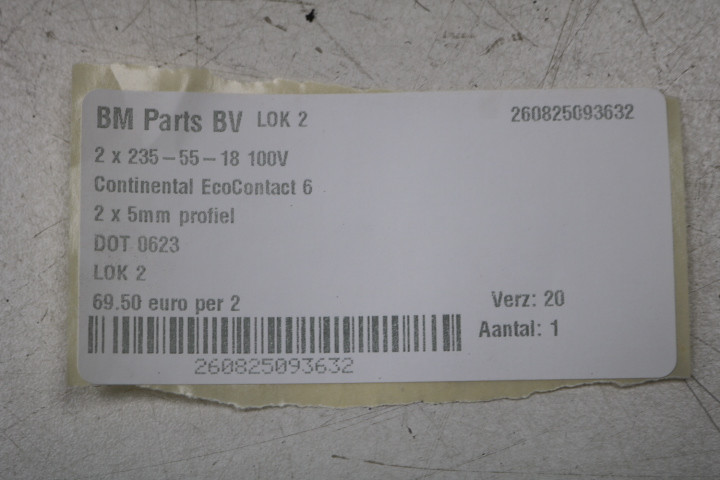 BM Parts BV LOK 2 260825093632
2 x 235-55-18 100V
Continental EcoContact 6
2 x 5mm profiel
DOT 0623
LOK 2
69.50 euro per 2 Verz: 20
Aantal: 1
260825093632